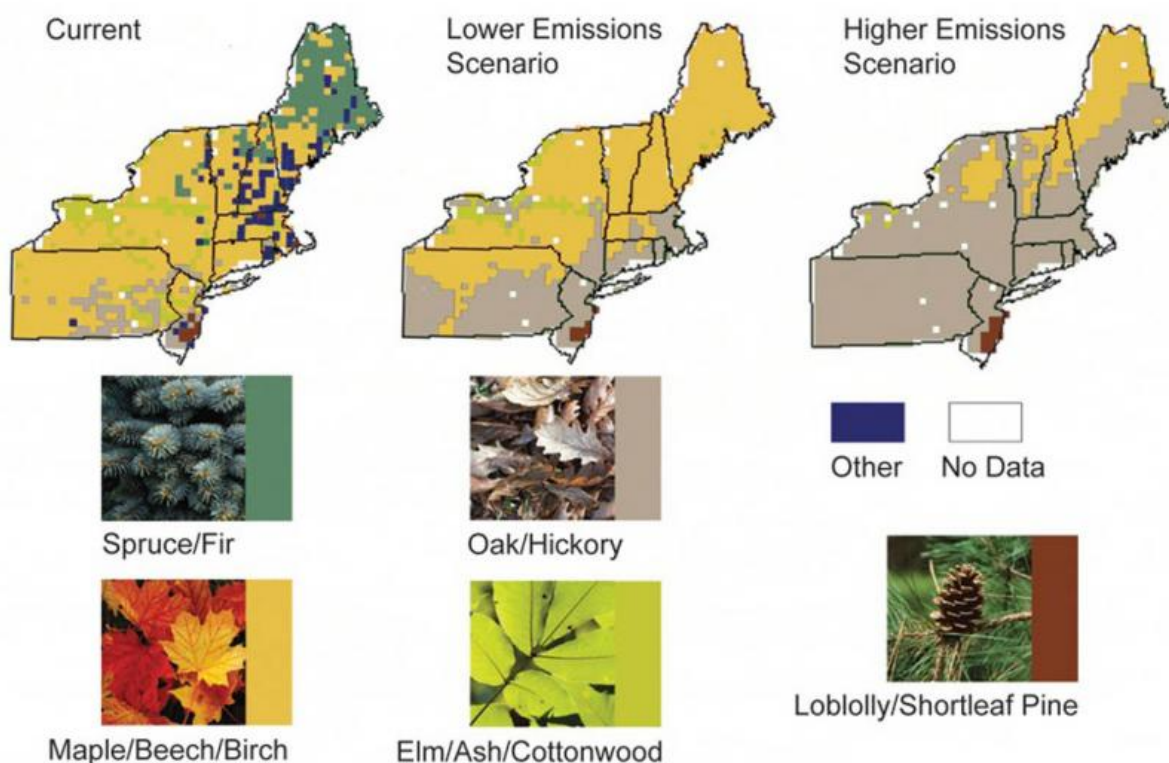 Current
Lower Emissions
Scenario
Higher Emissions
Scenario
Other
No Data
Spruce/Fir
Oak/Hickory
Maple/Beech/Birch
Elm/Ash/Cottonwood
Loblolly/Shortleaf Pine